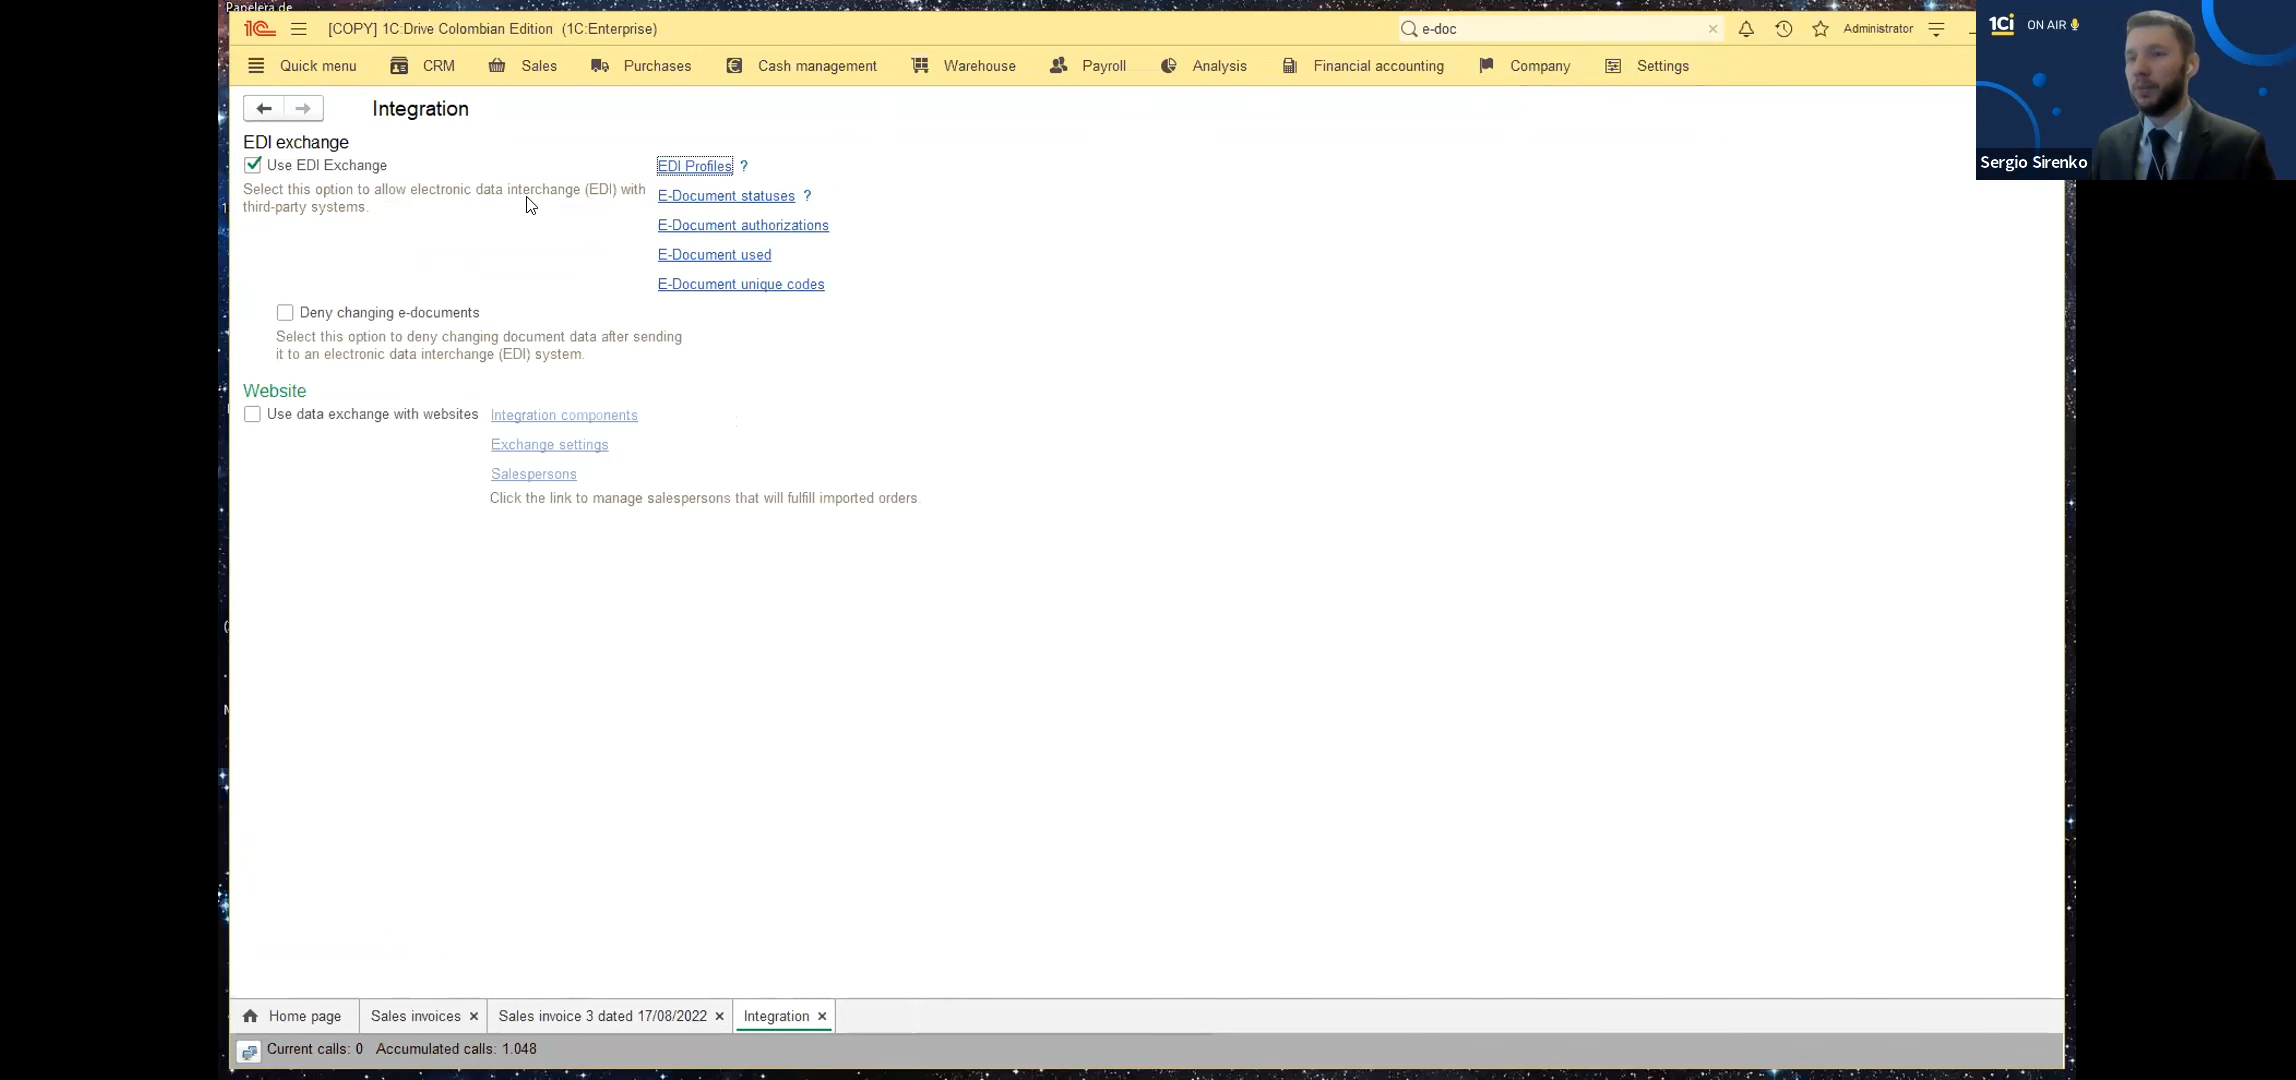 Papelera de
1C [COPY] 1C:Drive Colombian Edition (1C:Enterprise) e-doc Administrator
1Ci ON AIR
Quick menu CRM Sales Purchases Cash management Warehouse Payroll Analysis Financial accounting Company Settings
Integration
Sergio Sirenko
EDI exchange
Use EDI Exchange
Select this option to allow electronic data interchange (EDI) with
third-party systems.
EDI Profiles ?
E-Document statuses ?
E-Document authorizations
E-Document used
E-Document unique codes
Deny changing e-documents
Select this option to deny changing document data after sending
it to an electronic data interchange (EDI) system.
Website
Use data exchange with websites
Integration components
Exchange settings
Salespersons
Click the link to manage salespersons that will fulfill imported orders.
Home page Sales invoices × Sales invoice 3 dated 17/08/2022 × Integration ×
Current calls: 0 Accumulated calls: 1.048